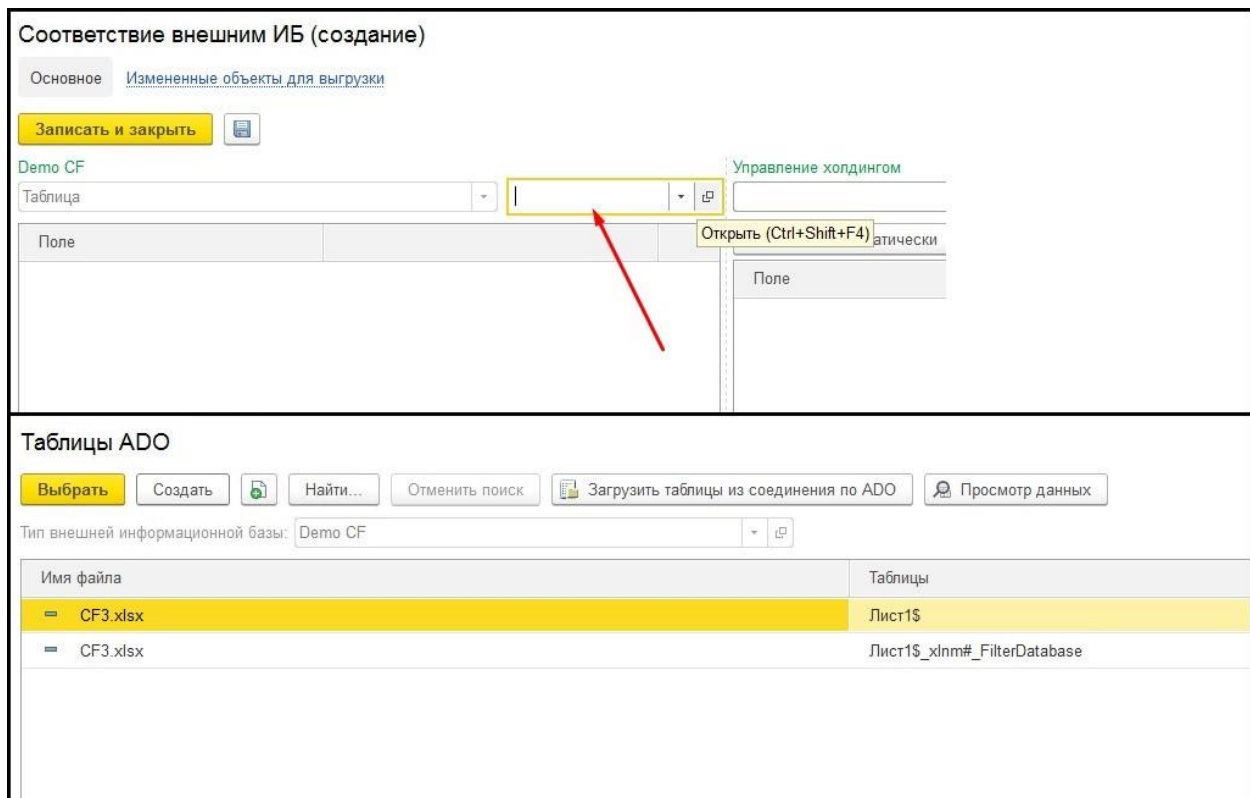 Соответствие внешним ИБ (создание)
Основное Измененные объекты для выгрузки
Записать и закрыть
Demo CF Управление холдингом
Таблица
Открыть (Ctrl+Shift+F4) атически
Поле
Поле
Таблицы ADO
Выбрать Создать Найти... Отменить поиск Загрузить таблицы из соединения по ADO Просмотр данных
Тип внешней информационной базы: Demo CF
Имя файла Таблицы
CF3.xlsx Лист1$
CF3.xlsx Лист1$_xlnm#_FilterDatabase